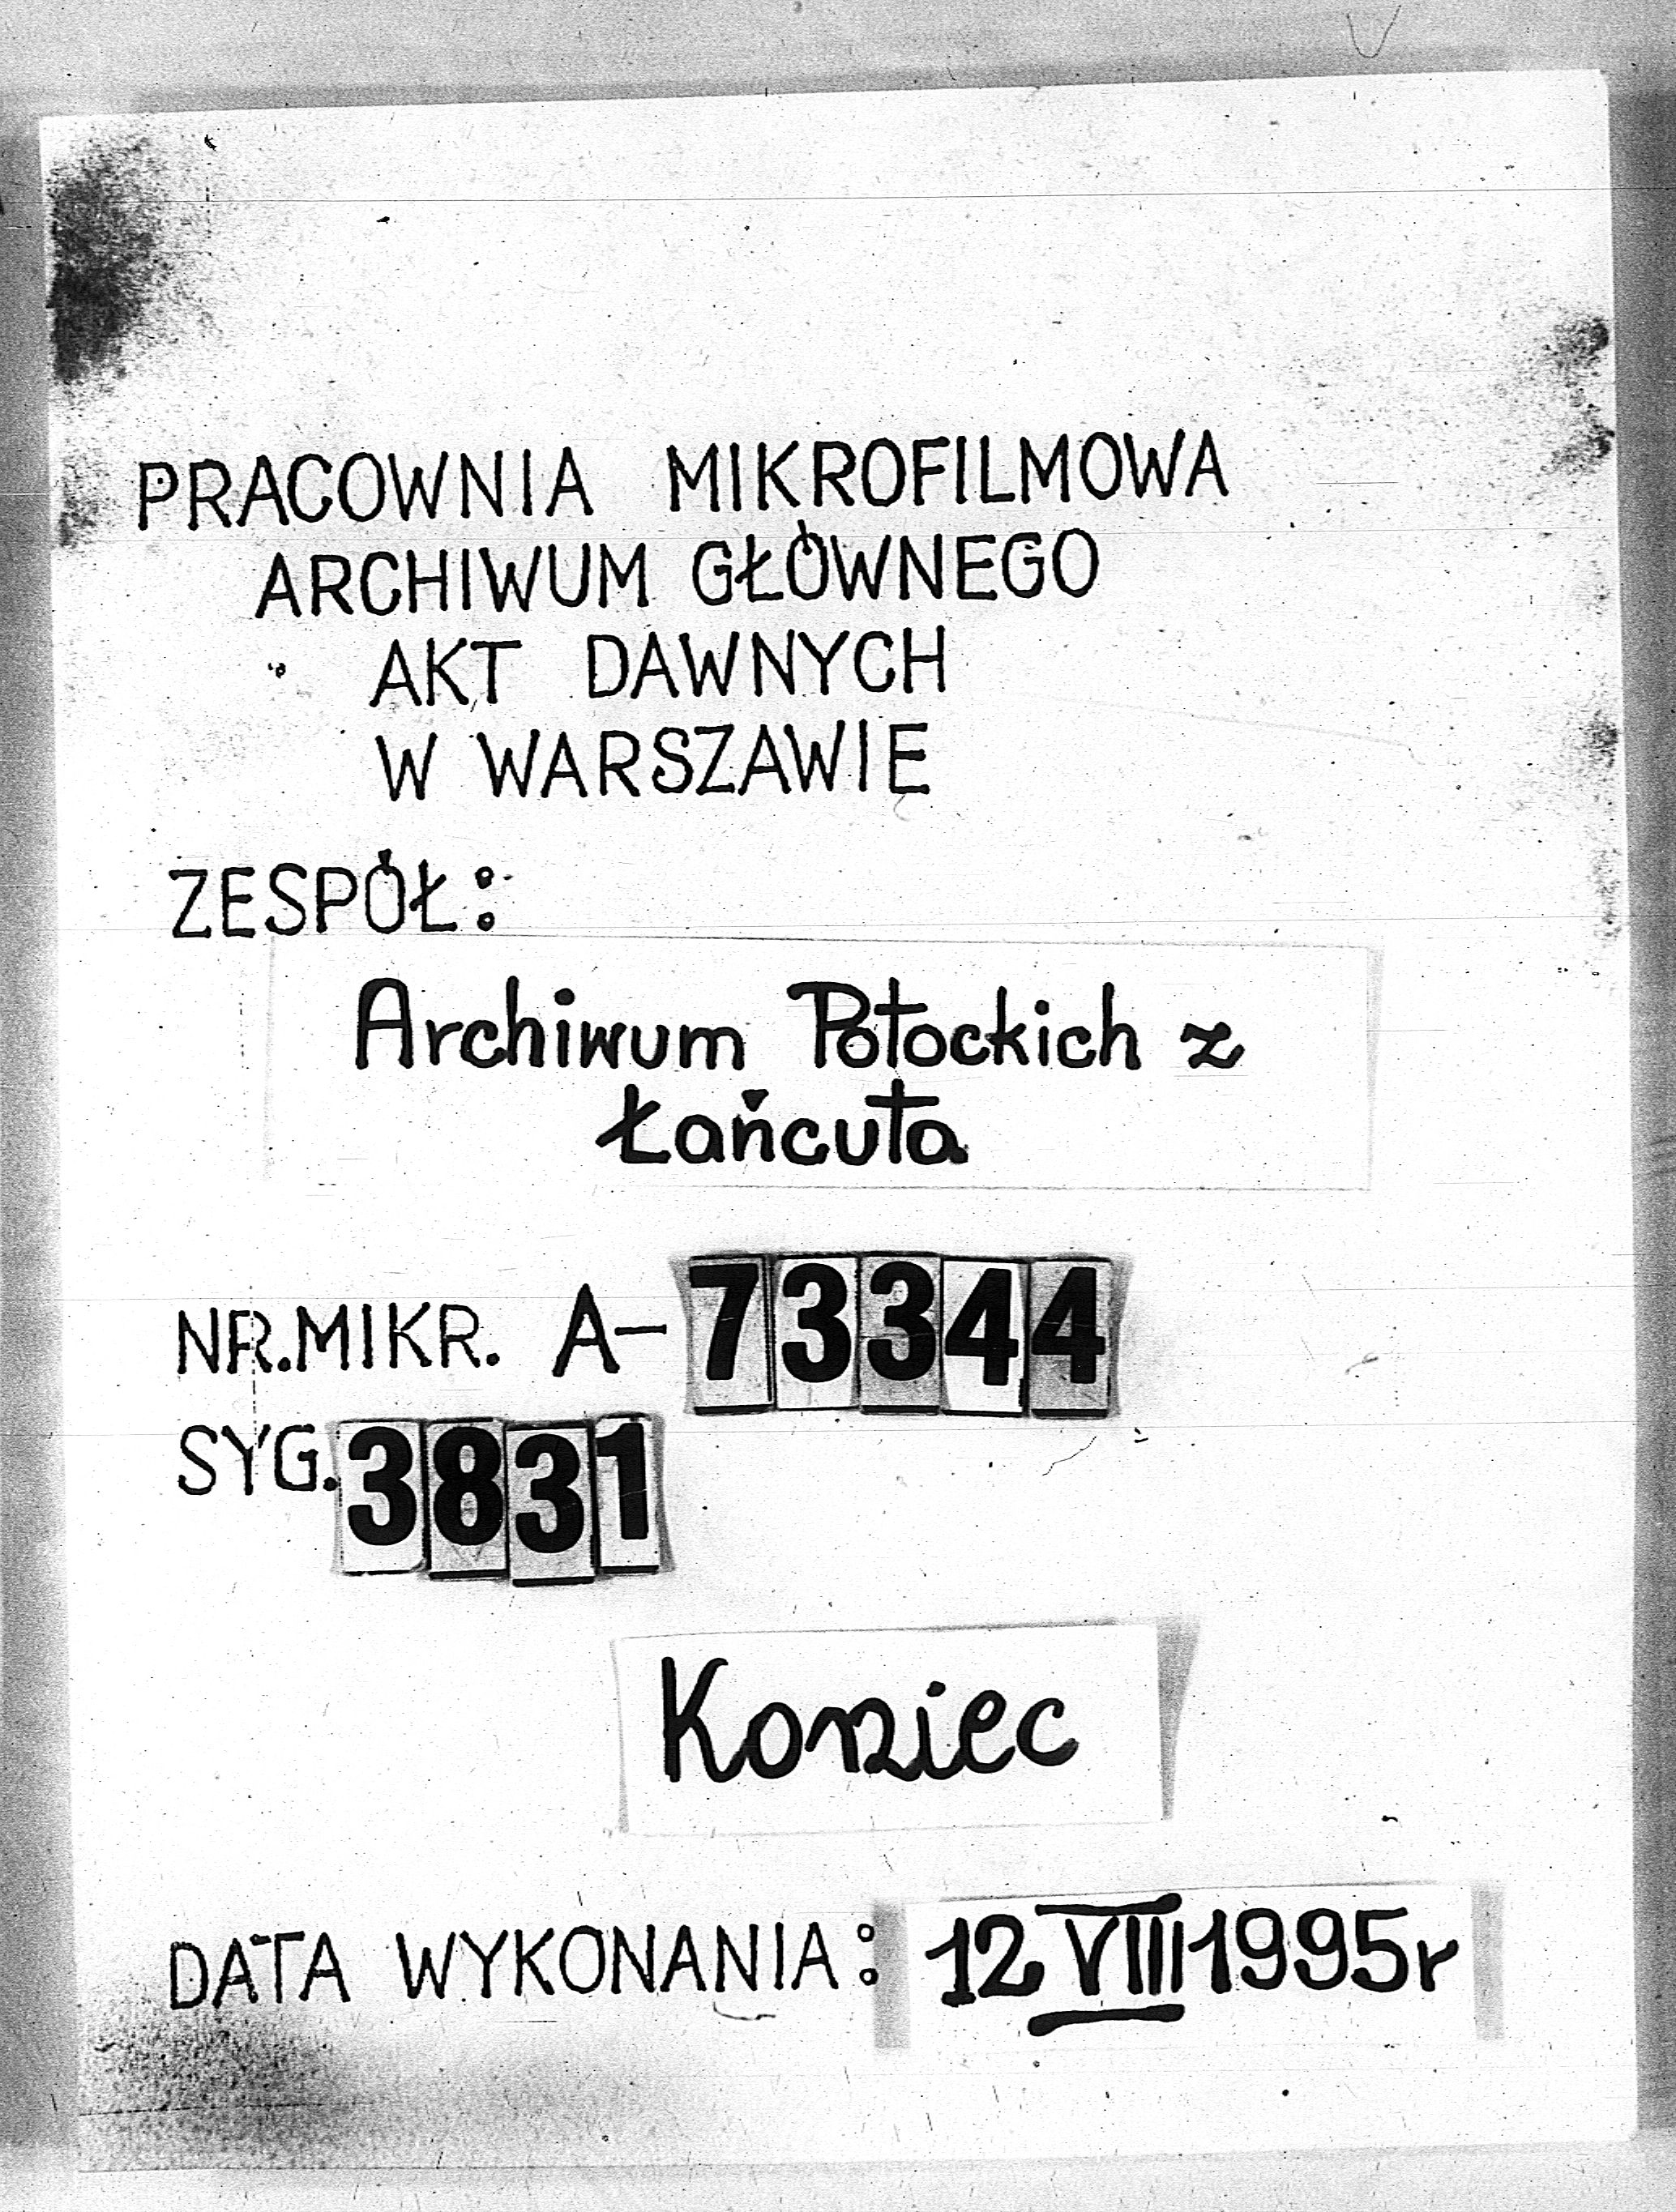 PRACOWNIA MIKROFILMOWA
ARCHIWUM GŁÓWNEGO
AKT DAWNYCH
W WARSZAWIE
ZESPÓŁ:
Archiwum Potockich z
Łańcuta
NR.MIKR. A-73344
SYG. 3831
Koniec
DATA WYKONANIA: 12 VIII 1995r